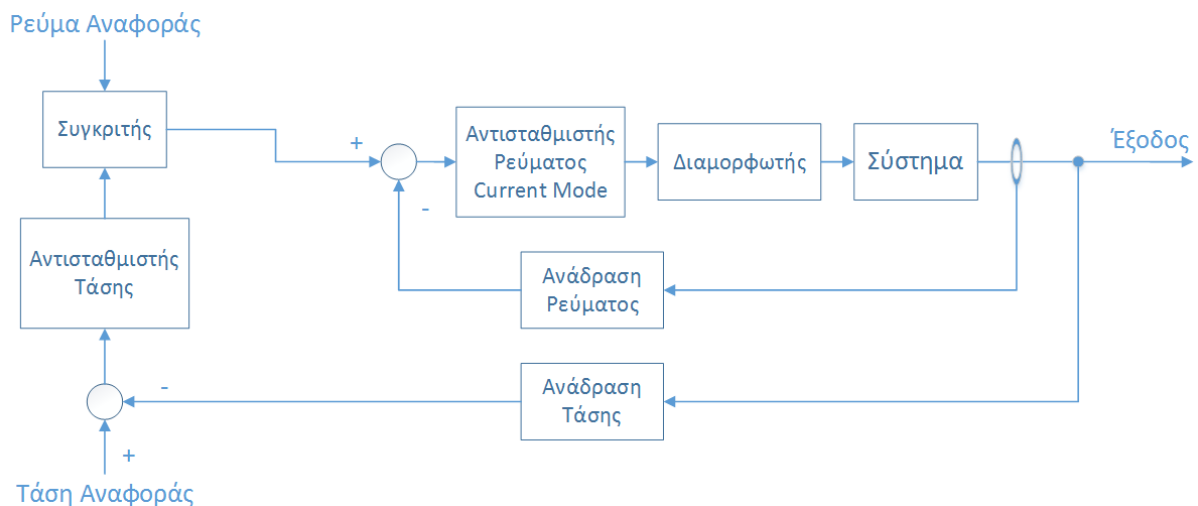 Ρεύμα Αναφοράς
Συγκριτής
+
Αντισταθμιστής
Ρεύματος
Current Mode
Διαμορφωτής
Σύστημα
Έξοδος
-
Αντισταθμιστής
Τάσης
Ανάδραση
Ρεύματος
-
Ανάδραση
Τάσης
+
Τάση Αναφοράς